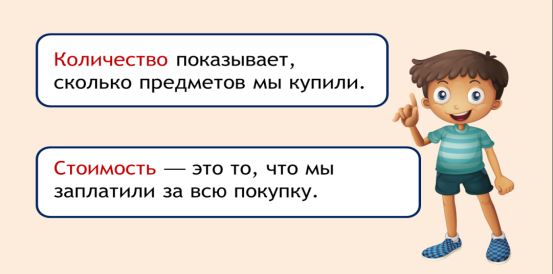 Количество показывает,
сколько предметов мы купили.
Стоимость — это то, что мы
заплатили за всю покупку.